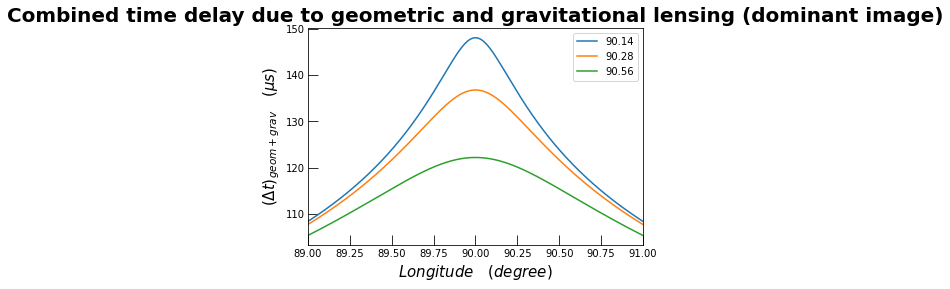 Combined time delay due to geometric and gravitational lensing (dominant image)
150
140
130
120
110
(Δt)geom+grav (μs)
90.14
90.28
90.56
89.00 89.25 89.50 89.75 90.00 90.25 90.50 90.75 91.00
Longitude (degree)